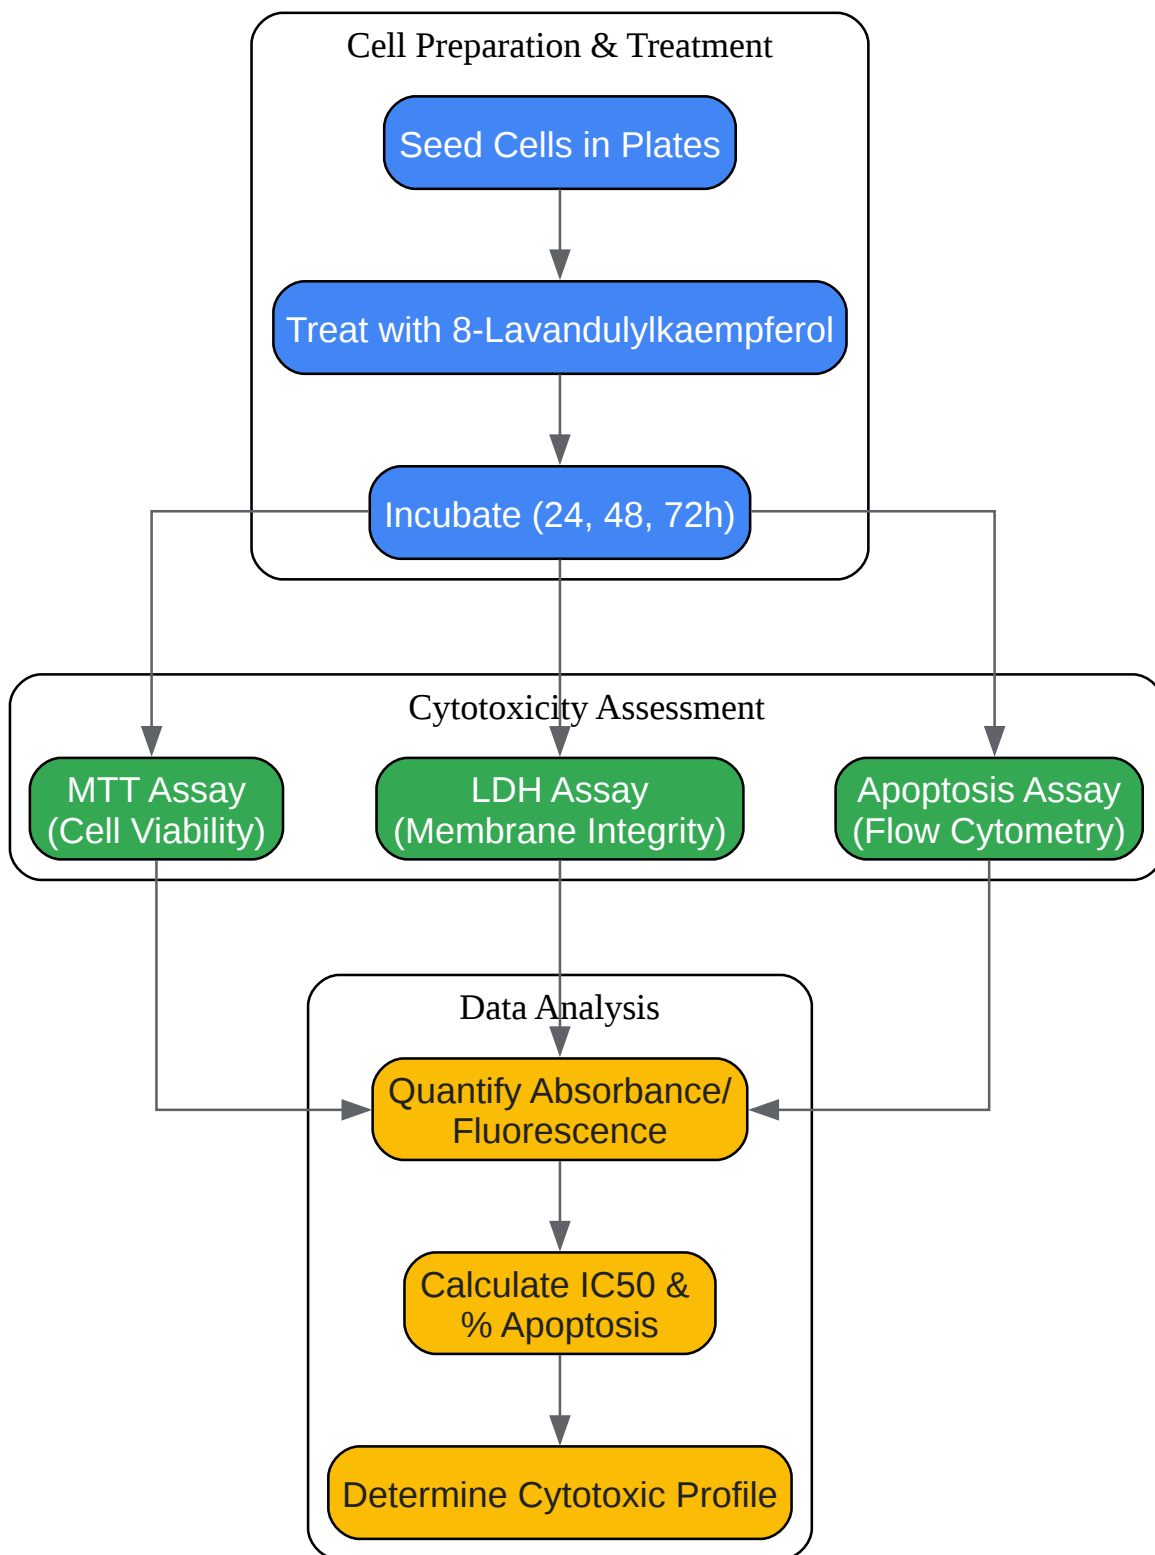 Cell Preparation & Treatment
Seed Cells in Plates
Treat with 8-Lavandulylkaempferol
Incubate (24, 48, 72h)
Cytotoxicity Assessment
MTT Assay
(Cell Viability)
LDH Assay
(Membrane Integrity)
Apoptosis Assay
(Flow Cytometry)
Data Analysis
Quantify Absorbance/
Fluorescence
Calculate IC50 &
% Apoptosis
Determine Cytotoxic Profile